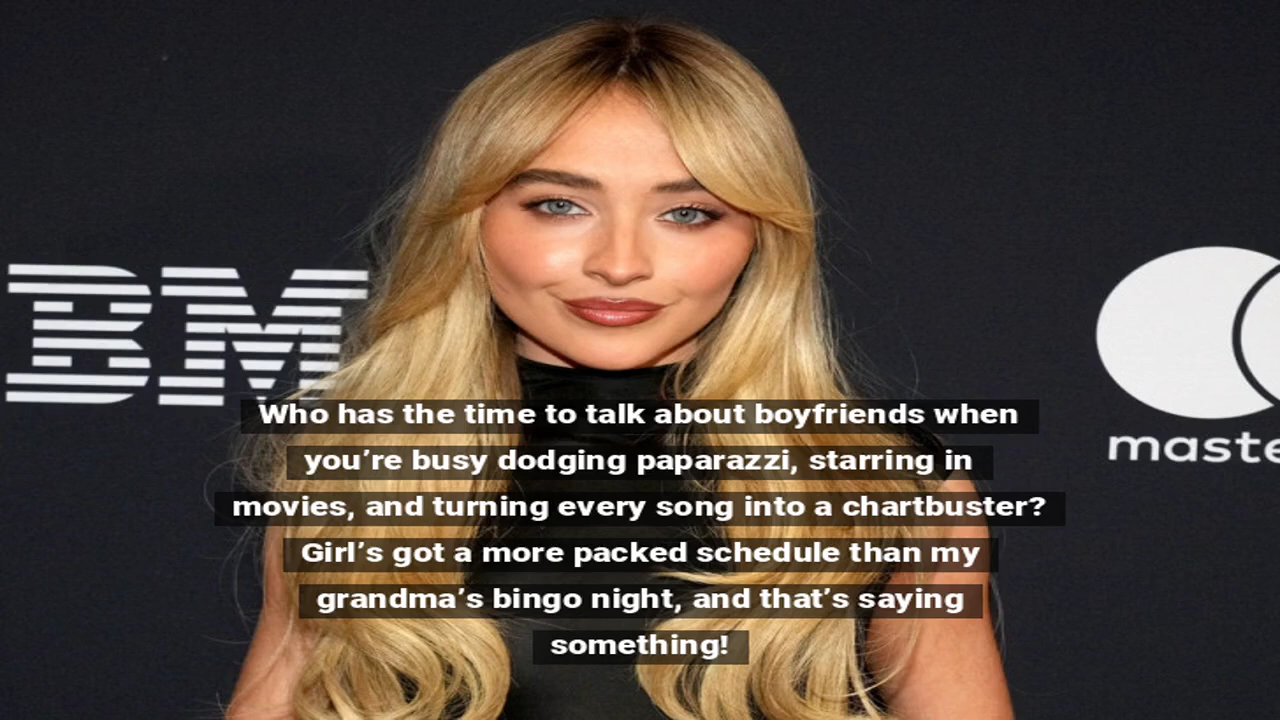 IBM
maste
Who has the time to talk about boyfriends when
you’re busy dodging paparazzi, starring in
movies, and turning every song into a chartbuster?
Girl’s got a more packed schedule than my
grandma’s bingo night, and that’s saying
something!